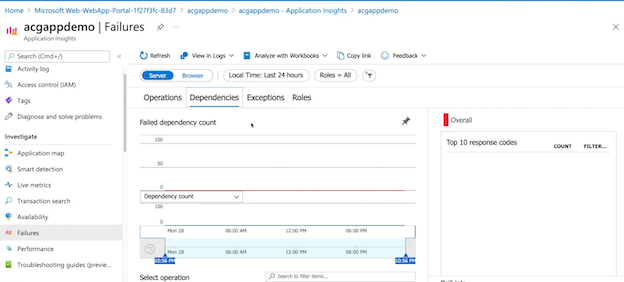 Home > Microsoft.Web-WebApp-Portal-1f27f3fc-83d7 > acgappdemo > acgappdemo - Application Insights > acgappdemo
acgappdemo | Failures
Application Insights
Search (Cmd+/)
Refresh View in Logs Analyze with Workbooks Copy link Feedback
Activity log
Access control (IAM)
Tags
Diagnose and solve problems
Investigate
Application map
Smart detection
Live metrics
Transaction search
Availability
Failures
Performance
Troubleshooting guides (previe...
Server Browser Local Time: Last 24 hours Roles = All
Operations Dependencies Exceptions Roles
Failed dependency count
100
50
0
Dependency count
100
0
Mon 28 06:00 AM 12:00 PM 06:00 PM
Mon 28 06:00 AM 12:00 PM 06:00 PM
10:56 PM 10:56 PM
Select operation
Search to filter items...
Overall
Top 10 response codes COUNT FILTER...